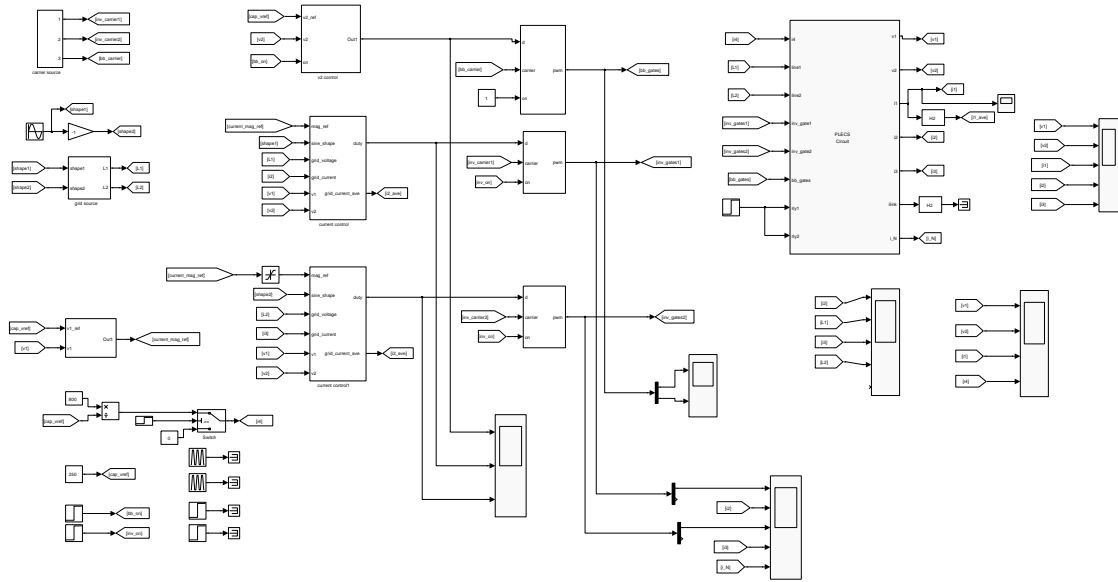 1
[inv_carrier1]
2
[inv_carrier2]
3
[bb_carrier]
carrier source
[shape1]
-1
[shape2]
[shape1]
shape1
L1
[L1]
[shape2]
shape2
L2
[L2]
grid source
[cap_vref]
v1_ref
[v1]
v1
Out1
[current_mag_ref]
800
[cap_vref]
×
÷
0
Switch
[i4]
250
[cap_vref]
[bb_on]
[inv_on]
[cap_vref]
v2_ref
[v2]
v2
Out1
[bb_on]
on
v2 control
[current_mag_ref]
mag_ref
[shape1]
sine_shape
duty
[L1]
grid_voltage
[i2]
grid_current
[v1]
v1
grid_current_ave
[i2_ave]
[v2]
v2
current control
[current_mag_ref]
mag_ref
[shape2]
sine_shape
duty
[L2]
grid_voltage
[i3]
grid_current
[v1]
v1
grid_current_ave
[i3_ave]
[v2]
v2
current control1
d
[bb_carrier]
carrier
pwm
[bb_gates]
1
on
d
[inv_carrier1]
carrier
pwm
[inv_gates1]
[inv_on]
on
d
[inv_carrier2]
carrier
pwm
[inv_gates2]
[inv_on]
on
[i2]
[i3]
[i_N]
[i4]
i4
v1
[v1]
[L1]
line1
v2
[v2]
[L2]
line2
i1
[i1]
H2
[i1_ave]
[inv_gates1]
inv_gate1
i2
[i2]
[inv_gates2]
inv_gate2
PLECS
Circuit
[bb_gates]
bb_gates
i3
[i3]
rly1
H2
rly2
i_N
[i_N]
[v1]
[v2]
[i1]
[i2]
[i3]
[i2]
[L1]
[i3]
[L2]
[v1]
[v2]
[i1]
[i4]